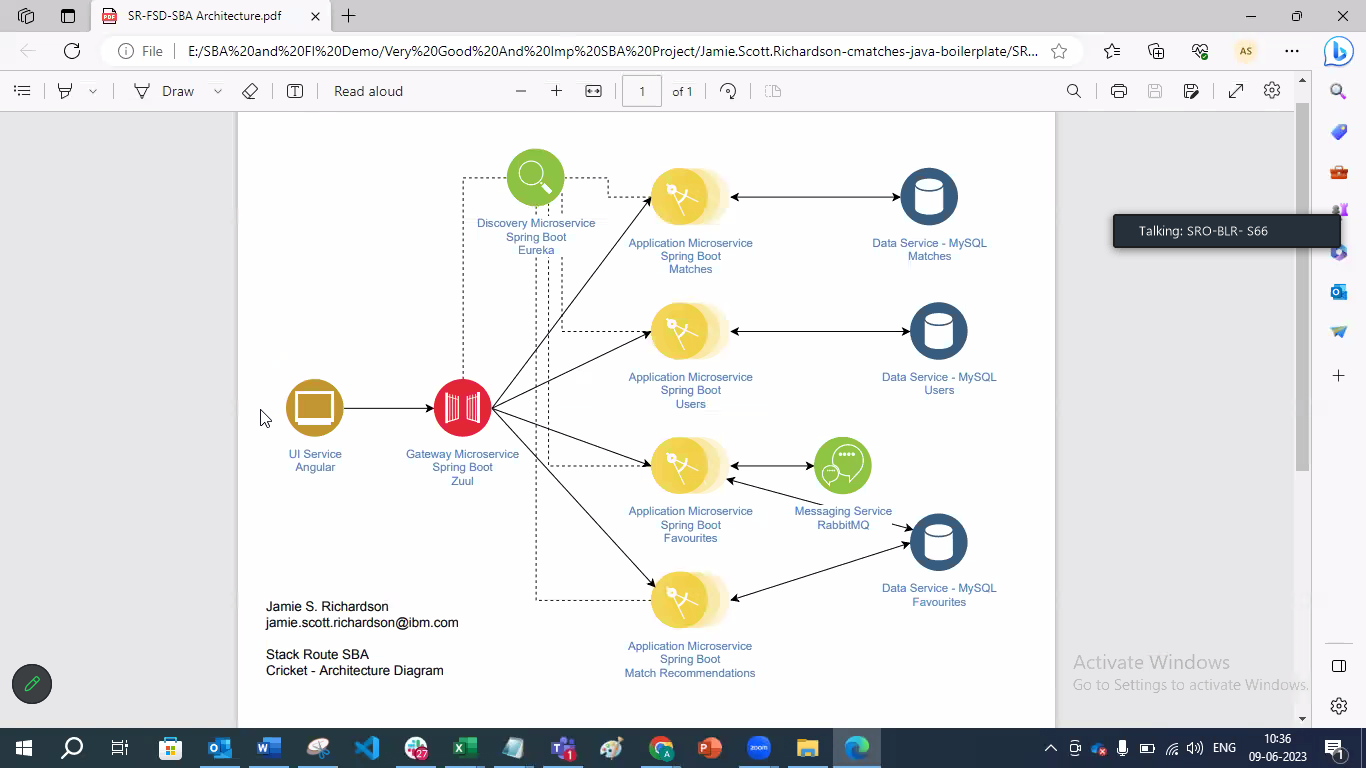 SR-FSD-SBA Architecture.pdf
File
E:/SBA%20and%20FI%20Demo/Very%20Good%20And%20Imp%20SBA%20Project/Jamie.Scott.Richardson-cmatches-java-boilerplate/SR...
AS
Draw
Read aloud
1
of 1
Discovery Microservice
Spring Boot
Eureka
Application Microservice
Spring Boot
Matches
Data Service - MySQL
Matches
Talking: SRO-BLR- S66
Application Microservice
Spring Boot
Users
Data Service - MySQL
Users
UI Service
Angular
Gateway Microservice
Spring Boot
Zuul
Application Microservice
Spring Boot
Favourites
Messaging Service
RabbitMQ
Data Service - MySQL
Favourites
Application Microservice
Spring Boot
Match Recommendations
Jamie S. Richardson
jamie.scott.richardson@ibm.com
Stack Route SBA
Cricket - Architecture Diagram
Activate Windows
Go to Settings to activate Windows.
27
1
zoom
ENG
10:36
09-06-2023
1